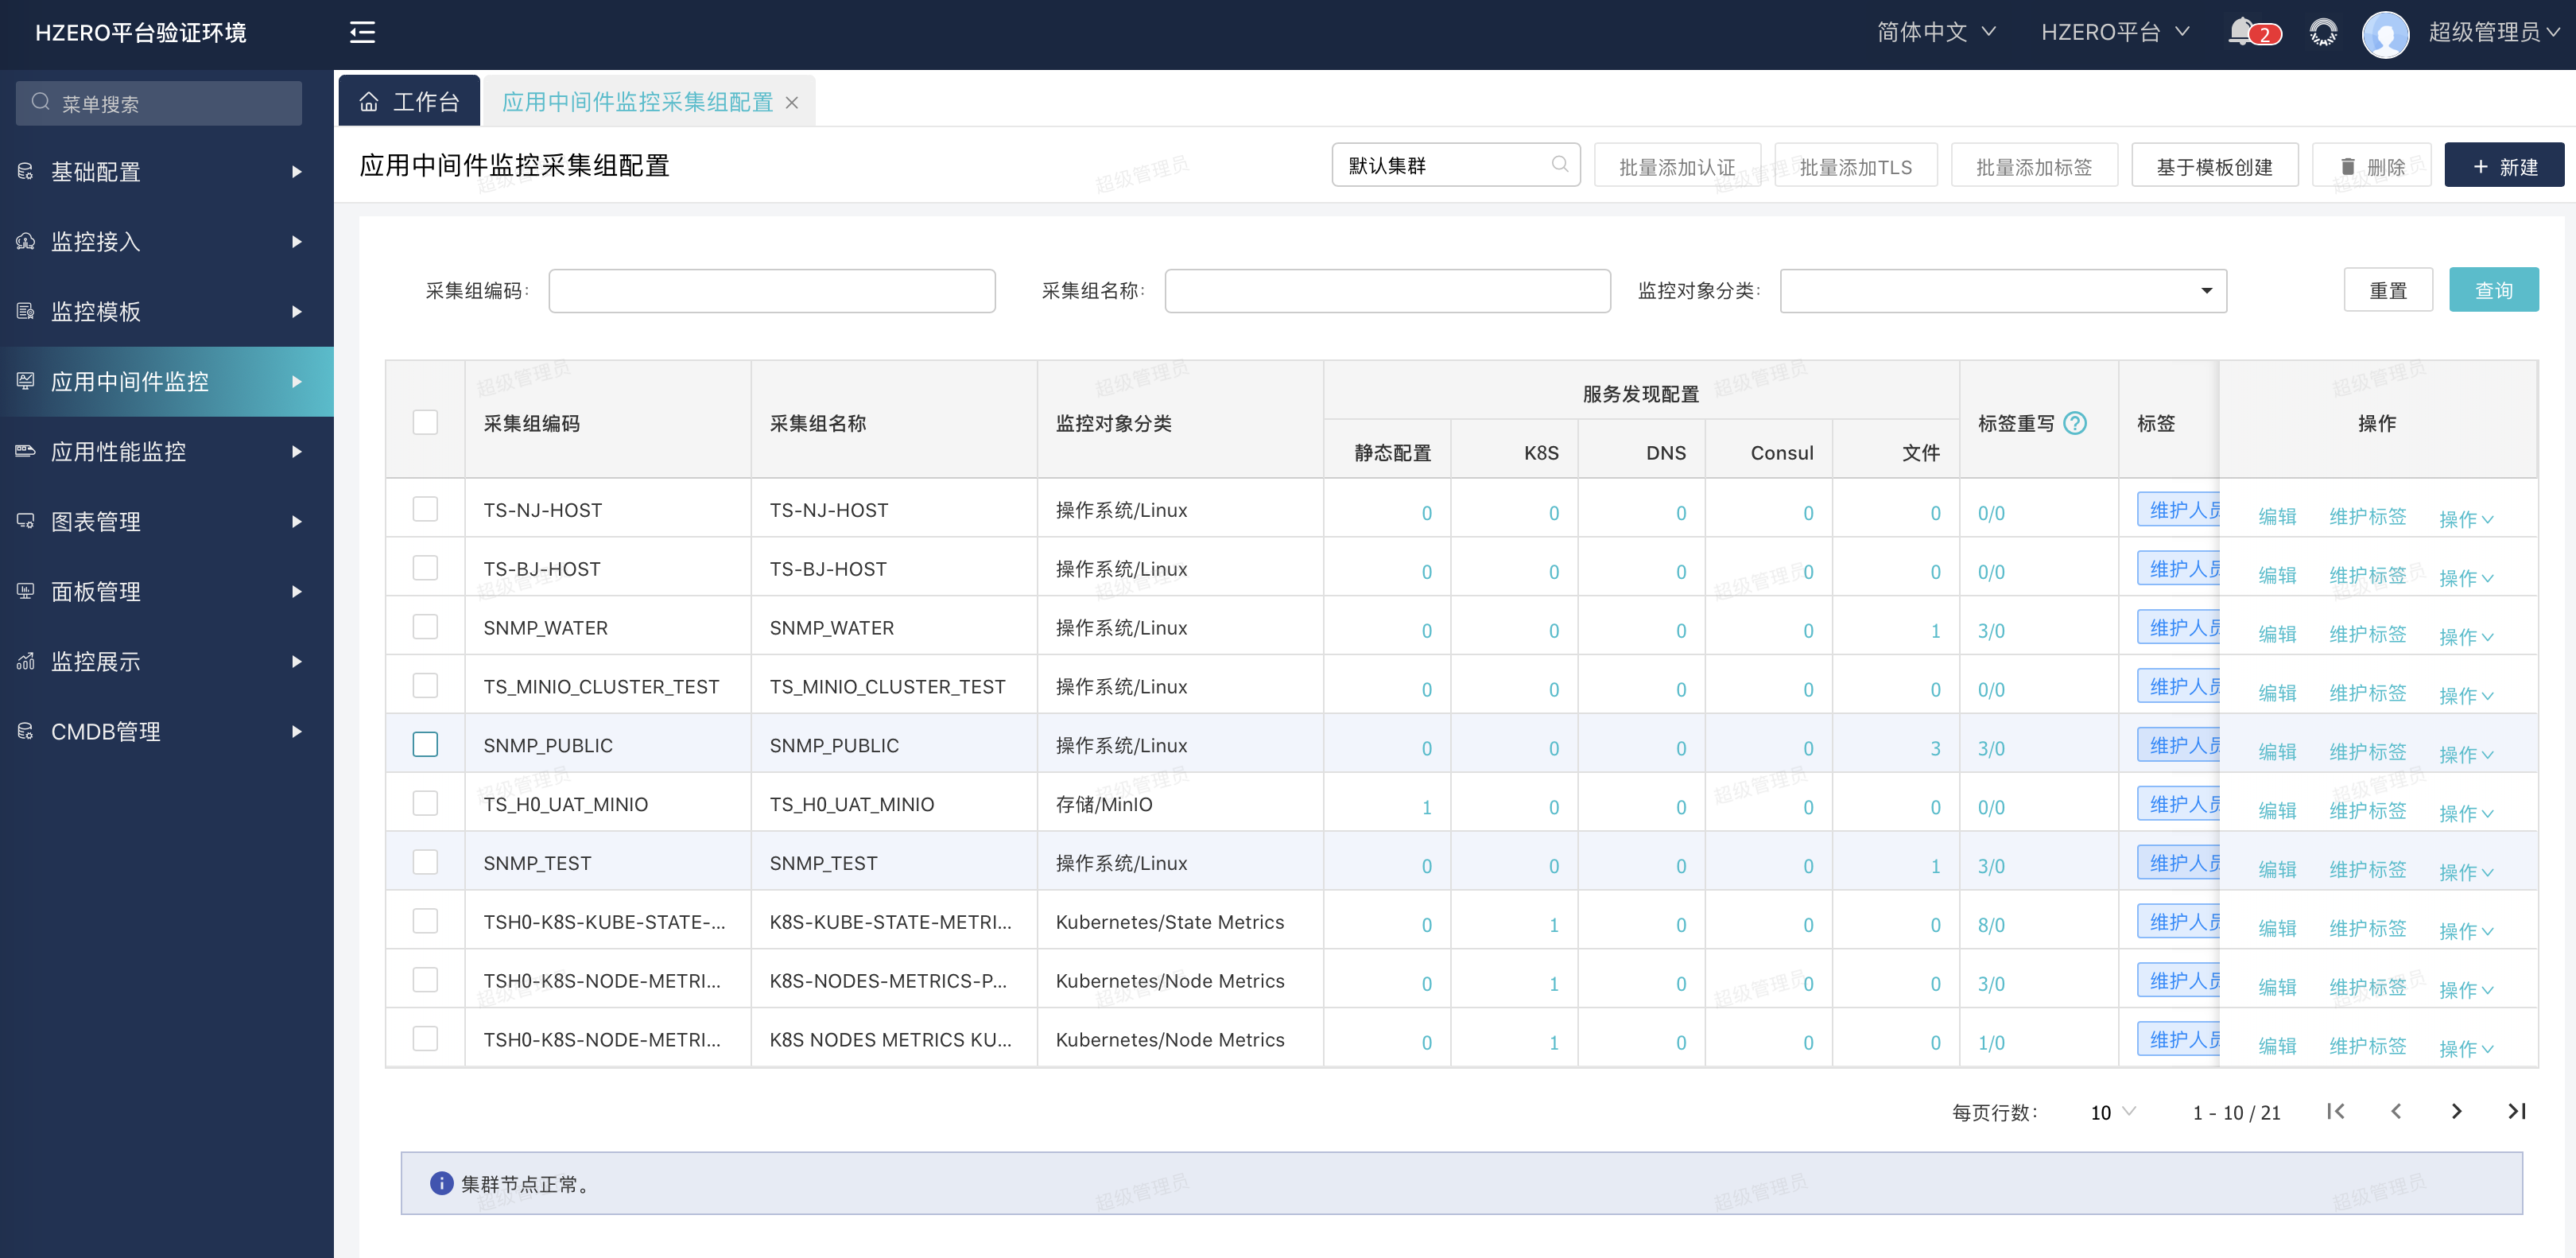 HZERO平台验证环境
简体中文
HZERO平台
2
超级管理员
菜单搜索
工作台
应用中间件监控采集组配置
基础配置
监控接入
监控模板
应用中间件监控
应用性能监控
图表管理
面板管理
监控展示
CMDB管理
应用中间件监控采集组配置
默认集群
批量添加认证
批量添加TLS
批量添加标签
基于模板创建
删除
新建
采集组编码:
采集组名称:
监控对象分类:
重置
查询
采集组编码 采集组名称 监控对象分类 服务发现配置 标签重写 标签 操作
静态配置 K8S DNS Consul 文件
TS-NJ-HOST TS-NJ-HOST 操作系统/Linux 0 0 0 0 0 0/0 维护人员 编辑 维护标签 操作
TS-BJ-HOST TS-BJ-HOST 操作系统/Linux 0 0 0 0 0 0/0 维护人员 编辑 维护标签 操作
SNMP_WATER SNMP_WATER 操作系统/Linux 0 0 0 0 1 3/0 维护人员 编辑 维护标签 操作
TS_MINIO_CLUSTER_TEST TS_MINIO_CLUSTER_TEST 操作系统/Linux 0 0 0 0 0 0/0 维护人员 编辑 维护标签 操作
SNMP_PUBLIC SNMP_PUBLIC 操作系统/Linux 0 0 0 0 3 3/0 维护人员 编辑 维护标签 操作
TS_H0_UAT_MINIO TS_H0_UAT_MINIO 存储/MinIO 1 0 0 0 0 0/0 维护人员 编辑 维护标签 操作
SNMP_TEST SNMP_TEST 操作系统/Linux 0 0 0 0 1 3/0 维护人员 编辑 维护标签 操作
TSH0-K8S-KUBE-STATE-... K8S-KUBE-STATE-METRI... Kubernetes/State Metrics 0 1 0 0 0 8/0 维护人员 编辑 维护标签 操作
TSH0-K8S-NODE-METRI... K8S-NODES-METRICS-P... Kubernetes/Node Metrics 0 1 0 0 0 3/0 维护人员 编辑 维护标签 操作
TSH0-K8S-NODE-METRI... K8S NODES METRICS KU... Kubernetes/Node Metrics 0 1 0 0 0 1/0 维护人员 编辑 维护标签 操作
每页行数: 10 1 - 10 / 21
集群节点正常。
超级管理员